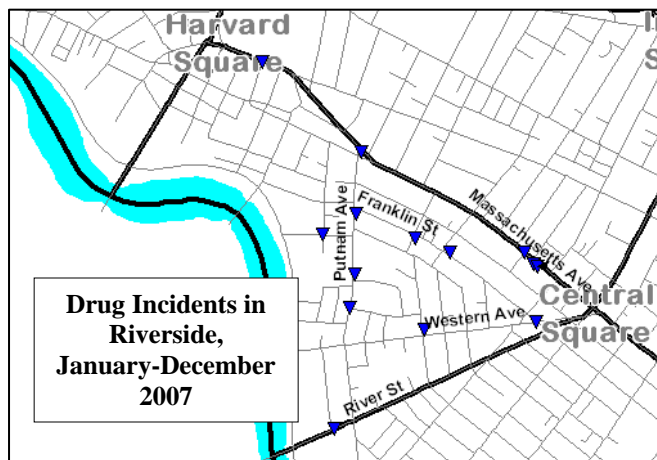 Harvard
Square
I
S
Massachusetts Ave
Franklin St
Putnam Ave
Central
Square
Western Ave
River St
Drug Incidents in
Riverside,
January-December
2007